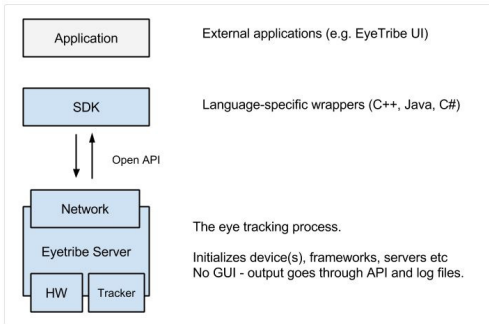 Application
External applications (e.g. EyeTribe UI)
SDK
Language-specific wrappers (C++, Java, C#)
Open API
Network
The eye tracking process.
Eyetribe Server
Initializes device(s), frameworks, servers etc
No GUI - output goes through API and log files.
HW
Tracker